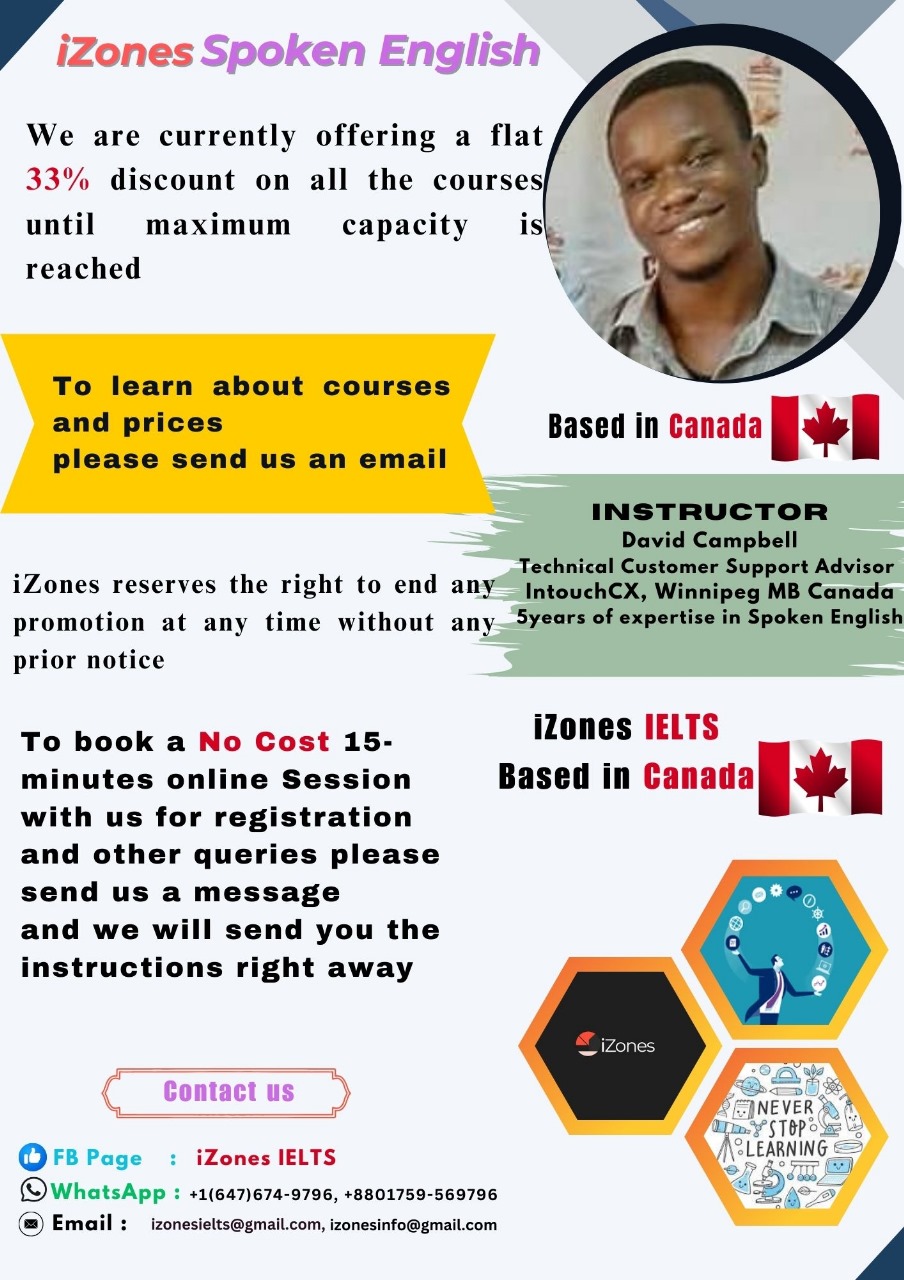 iZones Spoken English
We are currently offering a flat
33% discount on all the courses
until maximum capacity is
reached
To learn about courses
and prices
please send us an email
Based in Canada
INSTRUCTOR
David Campbell
Technical Customer Support Advisor
IntouchCX, Winnipeg MB Canada
5years of expertise in Spoken English
iZones reserves the right to end any
promotion at any time without any
prior notice
iZones IELTS
Based in Canada
To book a No Cost 15-
minutes online Session
with us for registration
and other queries please
send us a message
and we will send you the
instructions right away
iZones
NEVER
STOP
LEARNING
Contact us
FB Page : iZones IELTS
WhatsApp : +1(647)674-9796, +8801759-569796
Email : izonesielts@gmail.com, izonesinfo@gmail.com